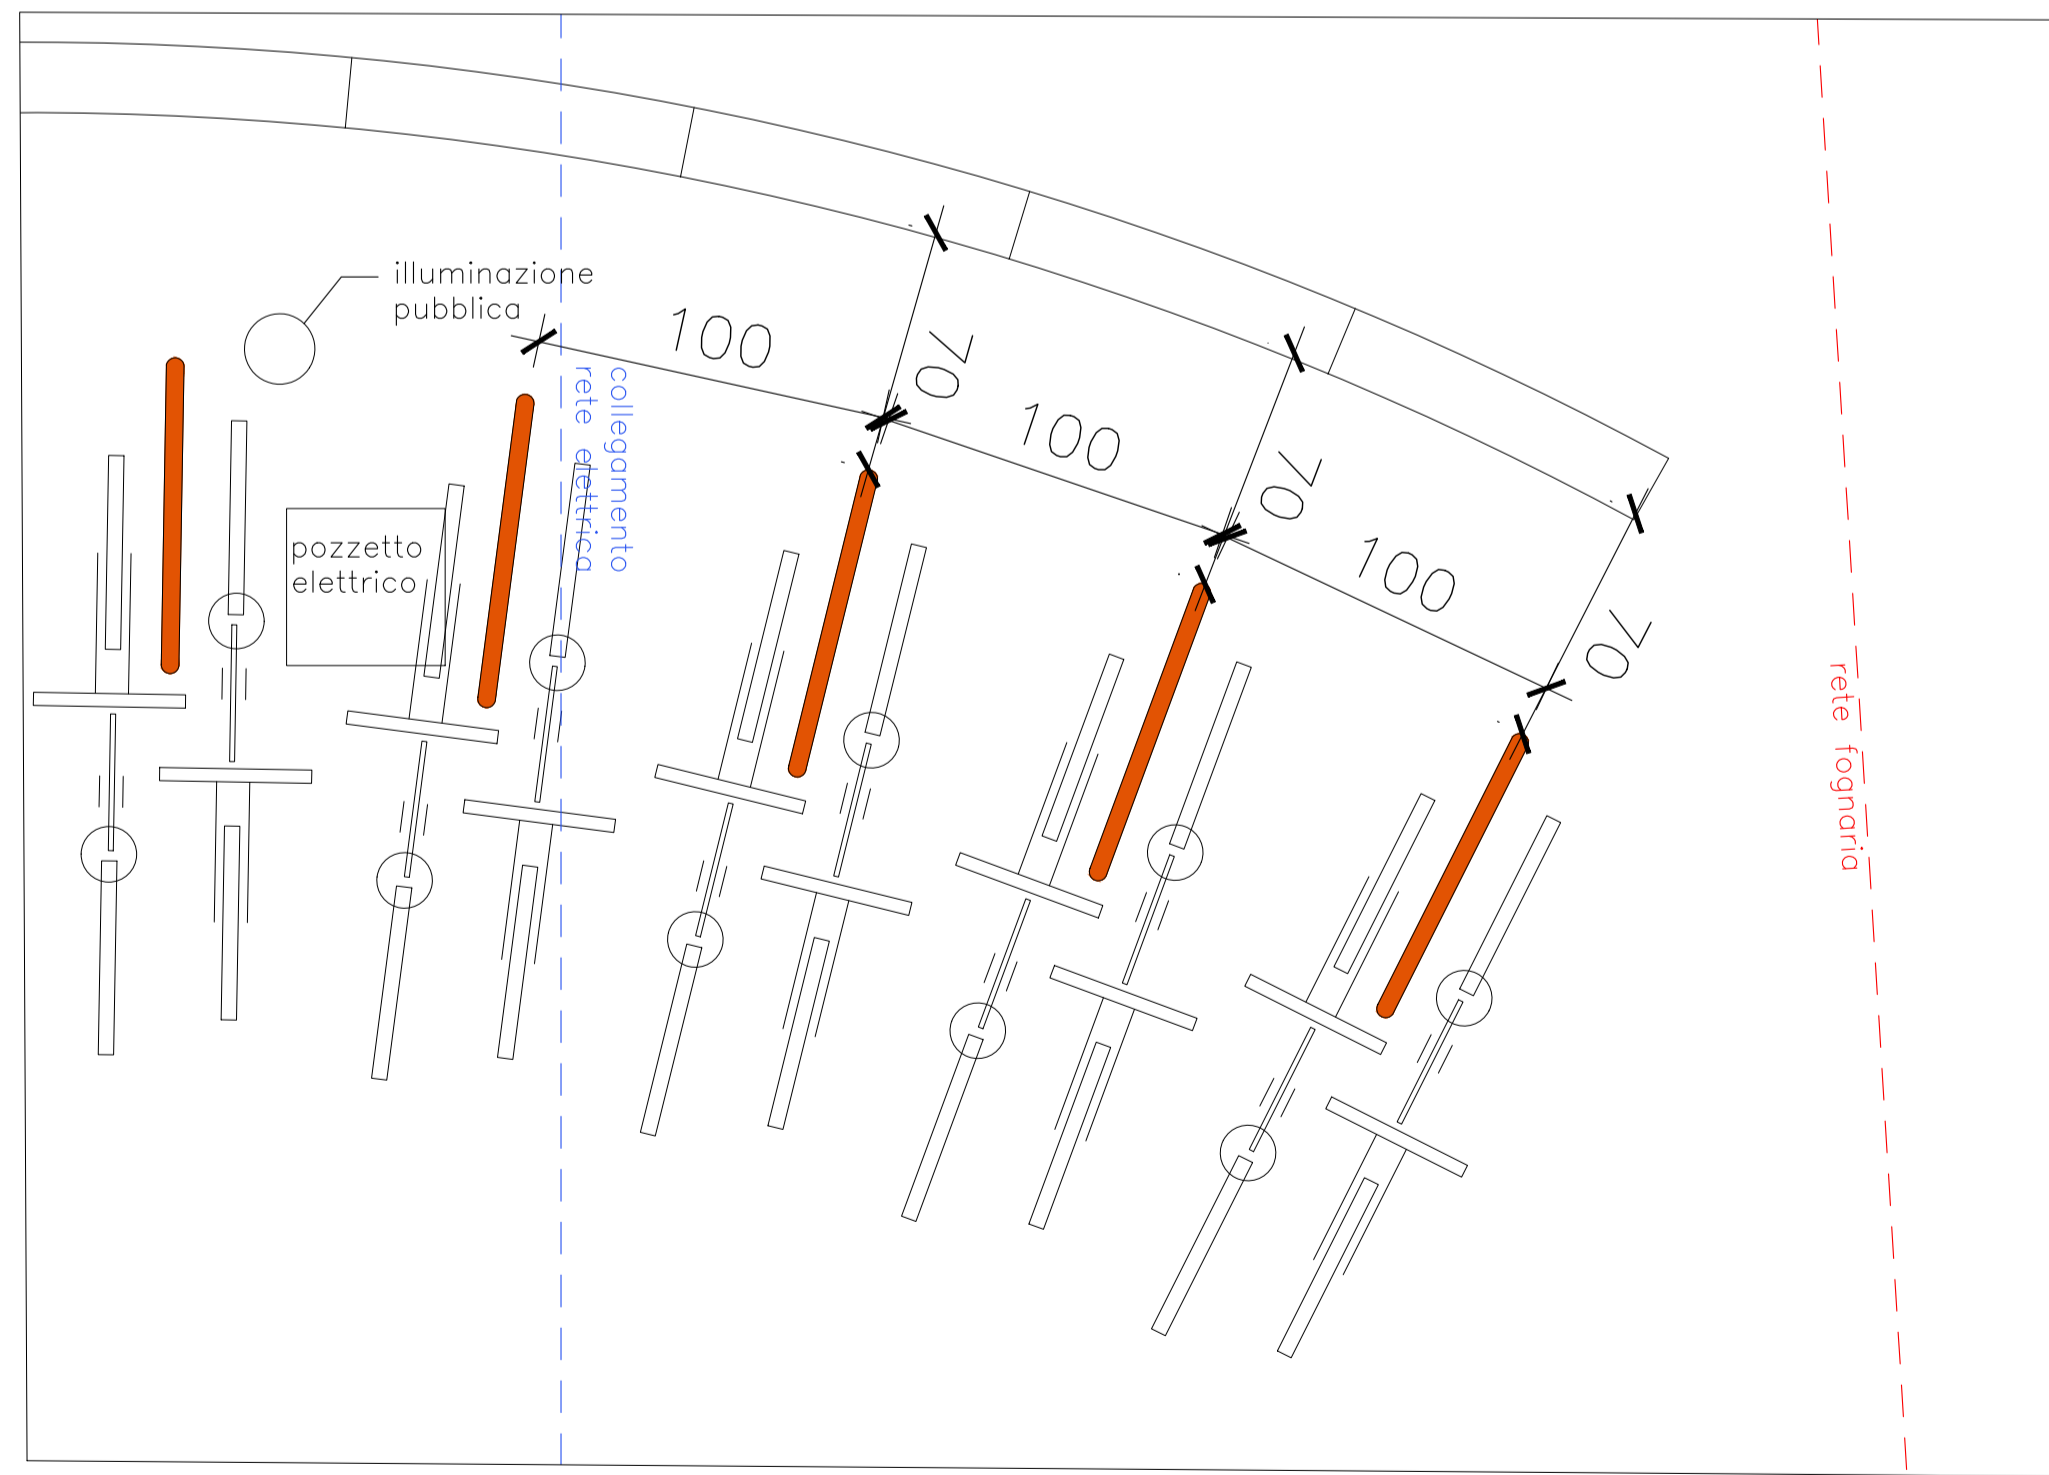 illuminazione
pubblica
100
70
collegamento
rete elettrica
100
70
pozzetto
elettrico
100
70
rete fognaria